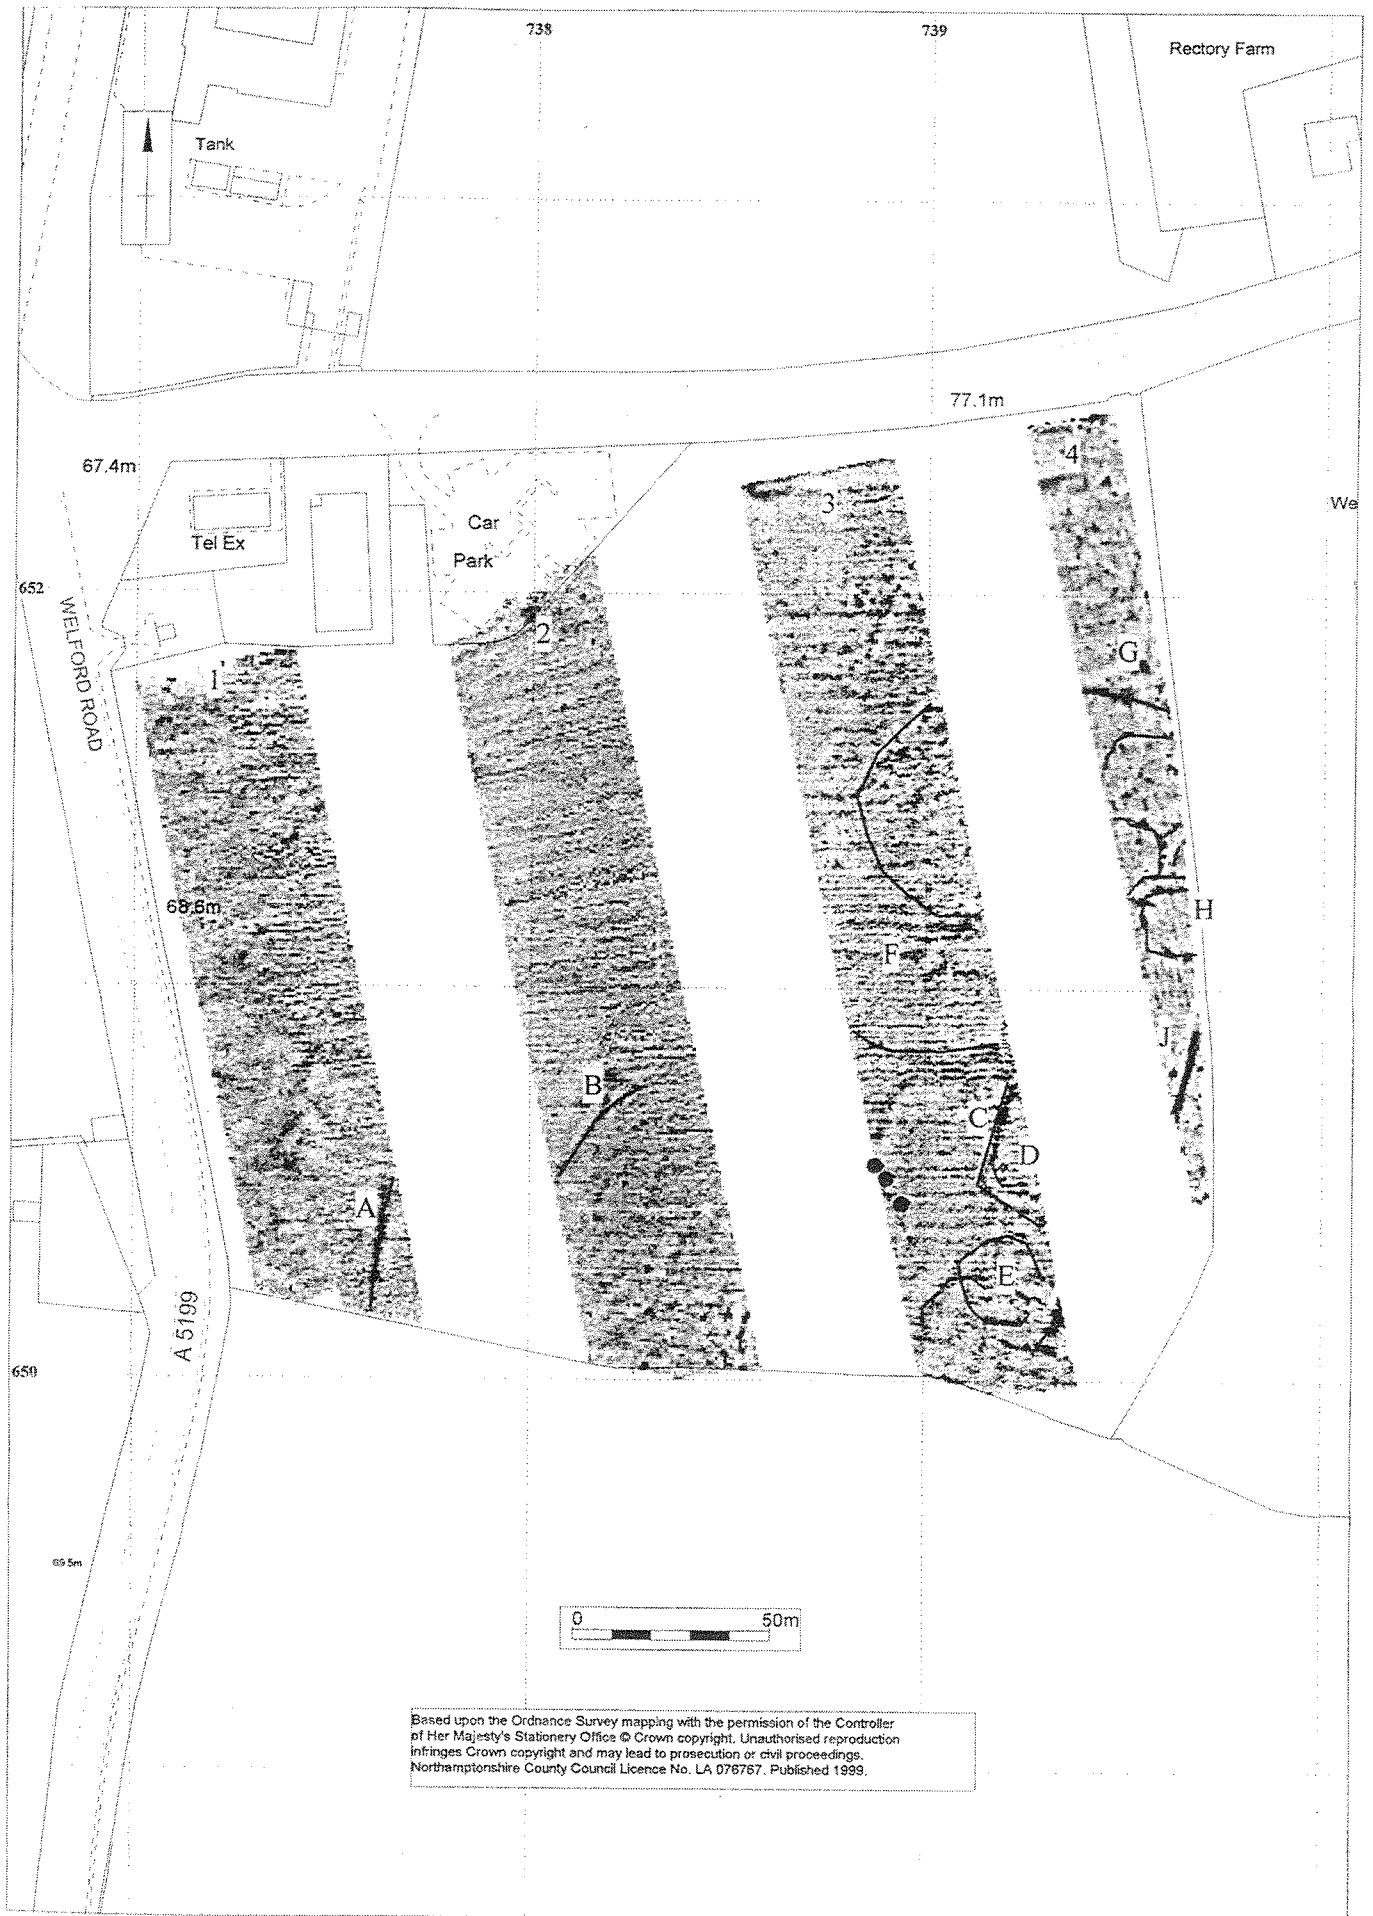 738
739
Rectory Farm
Tank
77.1m
67.4m
4
3
Car
We
Tel Ex
Park
652
WELFORD ROAD
2
G
1
68.6m
H
F
J
B
C
D
A
E
A 5199
650
69.5m
0 50m
Based upon the Ordnance Survey mapping with the permission of the Controller
of Her Majesty's Stationery Office © Crown copyright. Unauthorised reproduction
infringes Crown copyright and may lead to prosecution or civil proceedings.
Northamptonshire County Council Licence No. LA 076767. Published 1999.